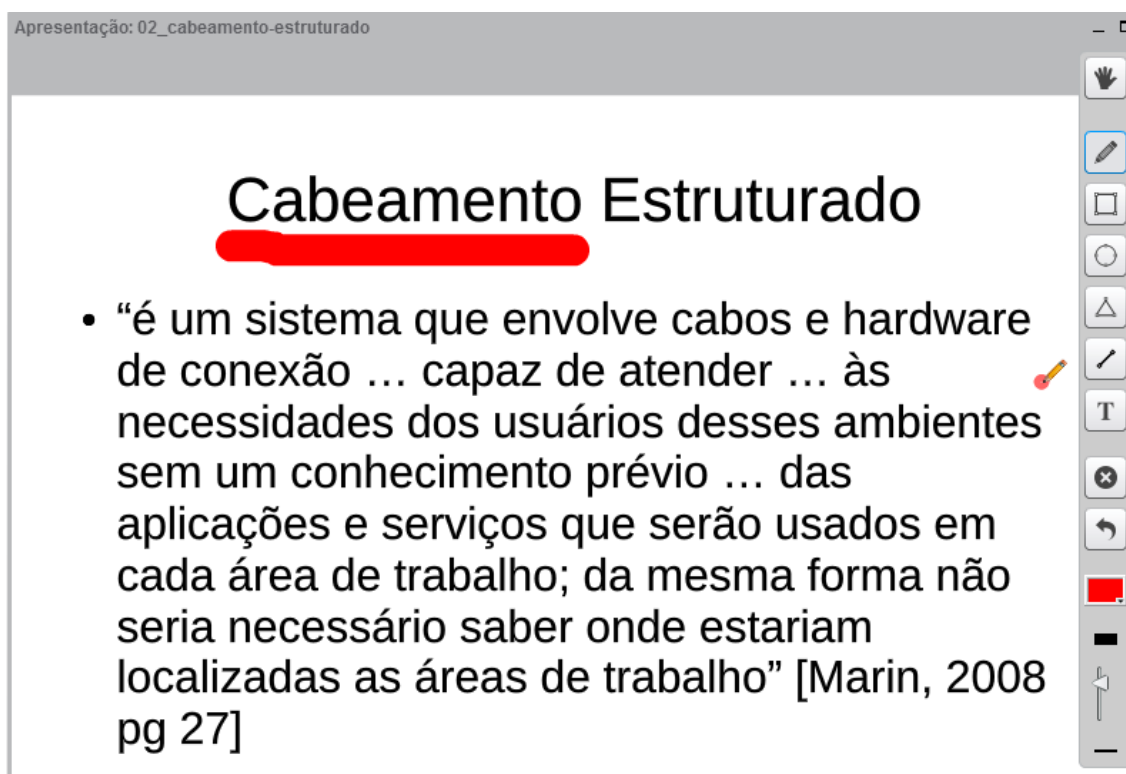 Apresentação: 02_cabeamento-estruturado
Cabeamento Estruturado
• “é um sistema que envolve cabos e hardware
de conexão ... capaz de atender ... às
necessidades dos usuários desses ambientes
sem um conhecimento prévio ... das
aplicações e serviços que serão usados em
cada área de trabalho; da mesma forma não
seria necessário saber onde estariam
localizadas as áreas de trabalho” [Marin, 2008
pg 27]
T